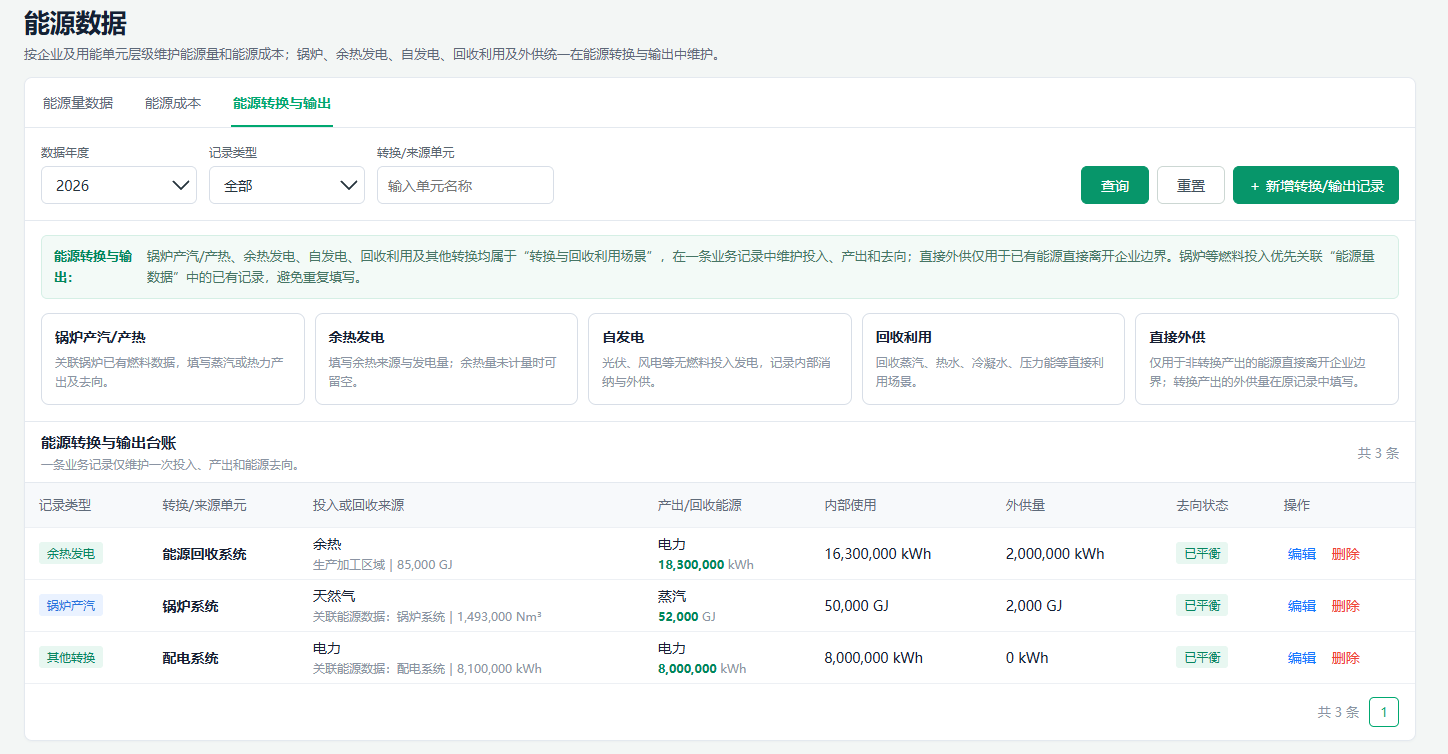 能源数据
按企业及用能单元层级维护能源量和能源成本；锅炉、余热发电、自发电、回收利用及外供统一在能源转换与输出中维护。
能源量数据 能源成本 能源转换与输出
数据年度 记录类型 转换/来源单元
2026 全部 输入单元名称 查询 重置 + 新增转换/输出记录
能源转换与输 锅炉产汽/产热、余热发电、自发电、回收利用及其他转换均属于“转换与回收利用场景”，在一条业务记录中维护投入、产出和去向；直接外供仅用于已有能源直接离开企业边界。锅炉等燃料投入优先关联“能源量
出： 数据”中的已有记录，避免重复填写。
锅炉产汽/产热 余热发电 自发电 回收利用 直接外供
关联锅炉已有燃料数据，填写蒸汽或热力产 填写余热来源与发电量；余热量未计量时可 光伏、风电等无燃料投入发电，记录内部消 回收蒸汽、热水、冷凝水、压力能等直接利 仅用于非转换产出的能源直接离开企业边
出及去向。 留空。 纳与外供。 用场景。 界；转换产出的外供量在原记录中填写。
能源转换与输出台账
一条业务记录仅维护一次投入、产出和能源去向。 共 3 条
记录类型 转换/来源单元 投入或回收来源 产出/回收能源 内部使用 外供量 去向状态 操作
余热发电 能源回收系统 余热 电力 16,300,000 kWh 2,000,000 kWh 已平衡 编辑 删除
生产加工区域 | 85,000 GJ 18,300,000 kWh
锅炉产汽 锅炉系统 天然气 蒸汽 50,000 GJ 2,000 GJ 已平衡 编辑 删除
关联能源数据：锅炉系统 | 1,493,000 Nm³ 52,000 GJ
其他转换 配电系统 电力 电力 8,000,000 kWh 0 kWh 已平衡 编辑 删除
关联能源数据：配电系统 | 8,100,000 kWh 8,000,000 kWh
共 3 条 1